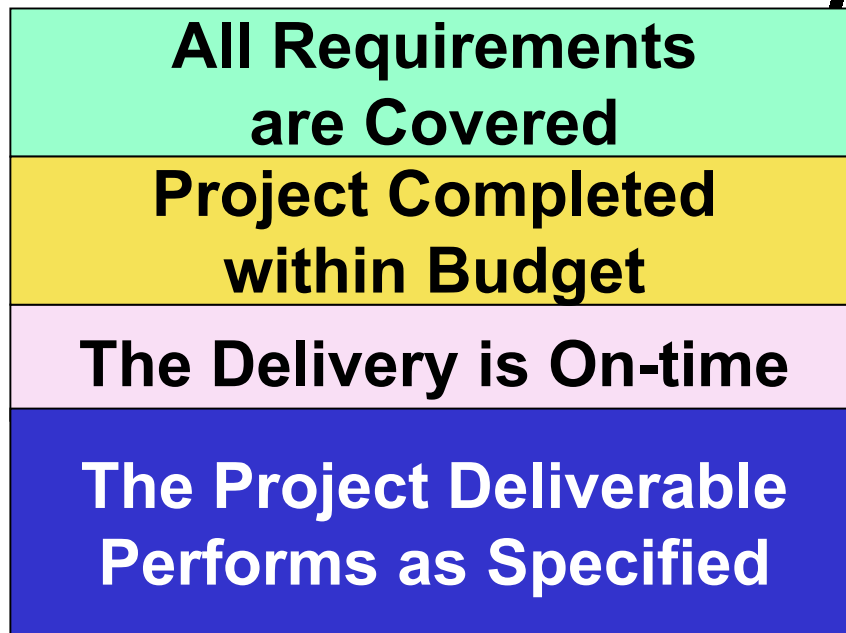 All Requirements
are Covered
Project Completed
within Budget
The Delivery is On-time
The Project Deliverable
Performs as Specified